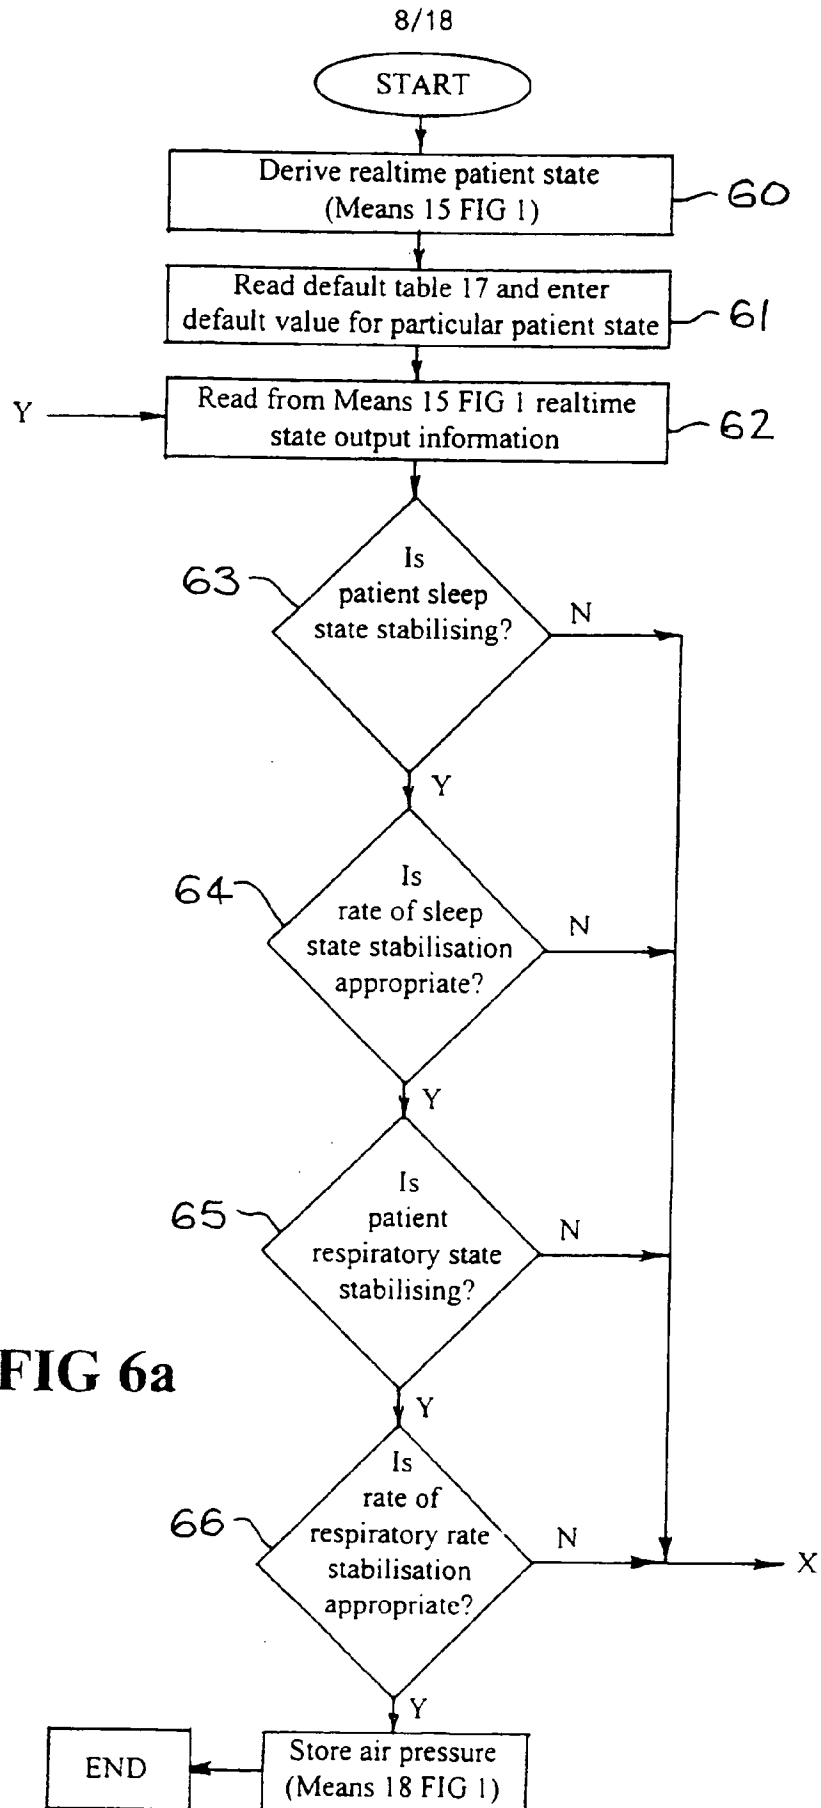 8/18
START
Derive realtime patient state
(Means 15 FIG 1)
60
Read default table 17 and enter
default value for particular patient state
61
Y
Read from Means 15 FIG 1 realtime
state output information
62
63
Is
patient sleep
state stabilising?
N
Y
64
Is
rate of sleep
state stabilisation
appropriate?
N
Y
65
Is
patient
respiratory state
stabilising?
N
FIG 6a
Y
66
Is
rate of
respiratory rate
stabilisation
appropriate?
N
X
Y
END
Store air pressure
(Means 18 FIG 1)